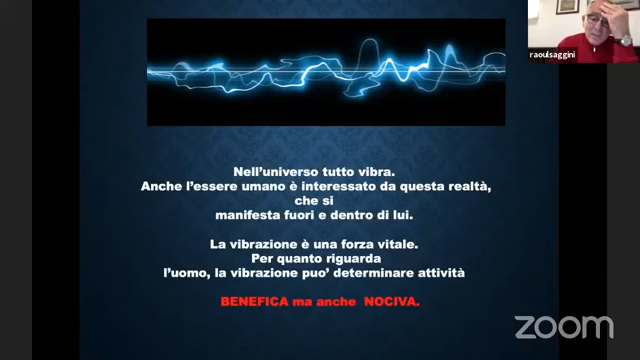 raoulsaggini
Nell'universo tutto vibra.
Anche l'essere umano è interessato da questa realtà,
che si
manifesta fuori e dentro di lui.
La vibrazione è una forza vitale.
Per quanto riguarda
l'uomo, la vibrazione puo' determinare attività
BENEFICA ma anche NOCIVA.
zoom